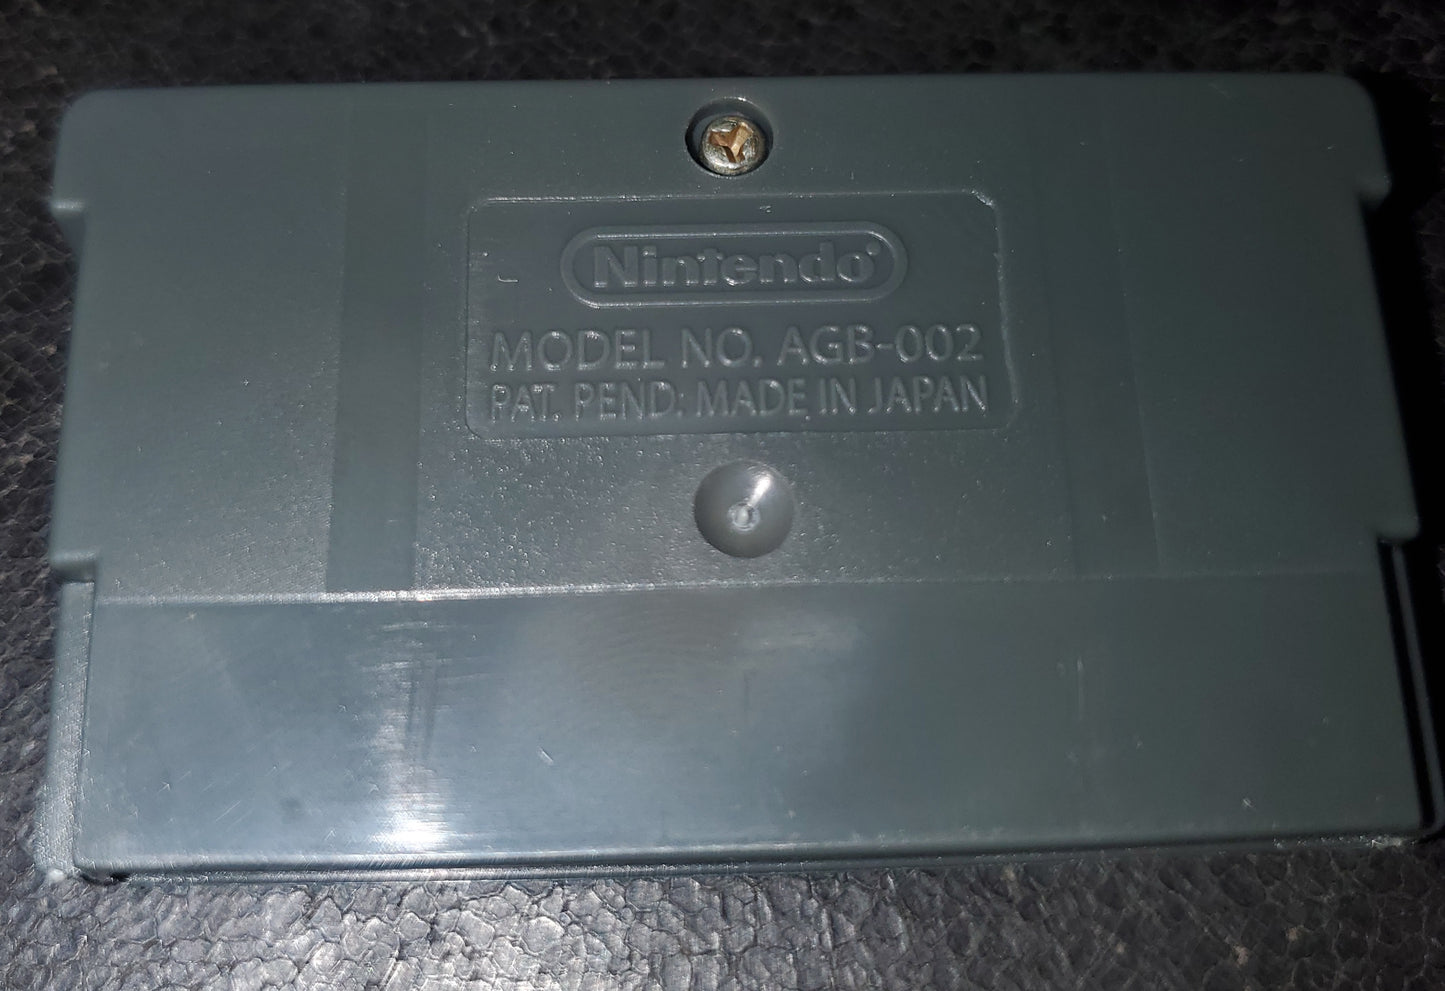 Nintendo
MODEL NO. AGB-002
PAT. PEND. MADE IN JAPAN